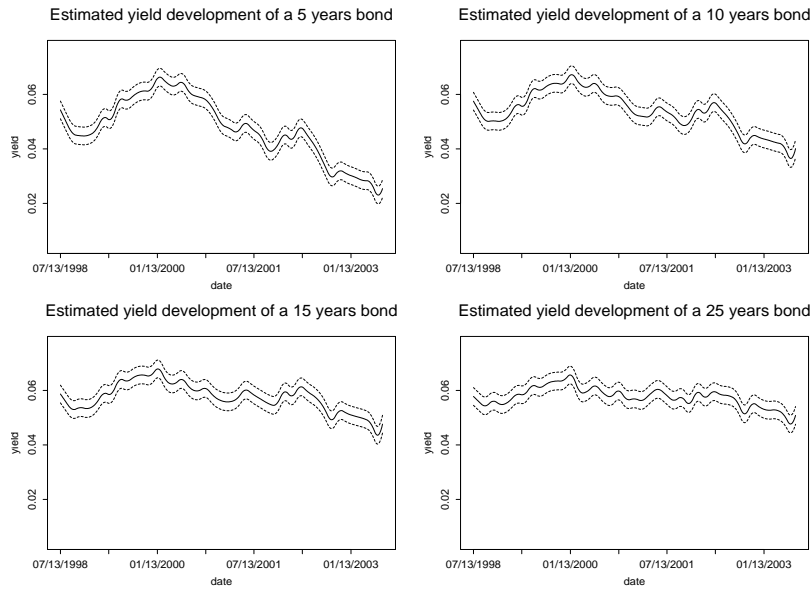 Estimated yield development of a 5 years bond
yield
0.02
0.04
0.06
07/13/1998
01/13/2000
07/13/2001
01/13/2003
date
Estimated yield development of a 10 years bond
yield
0.02
0.04
0.06
07/13/1998
01/13/2000
07/13/2001
01/13/2003
date
Estimated yield development of a 15 years bond
yield
0.02
0.04
0.06
07/13/1998
01/13/2000
07/13/2001
01/13/2003
date
Estimated yield development of a 25 years bond
yield
0.02
0.04
0.06
07/13/1998
01/13/2000
07/13/2001
01/13/2003
date